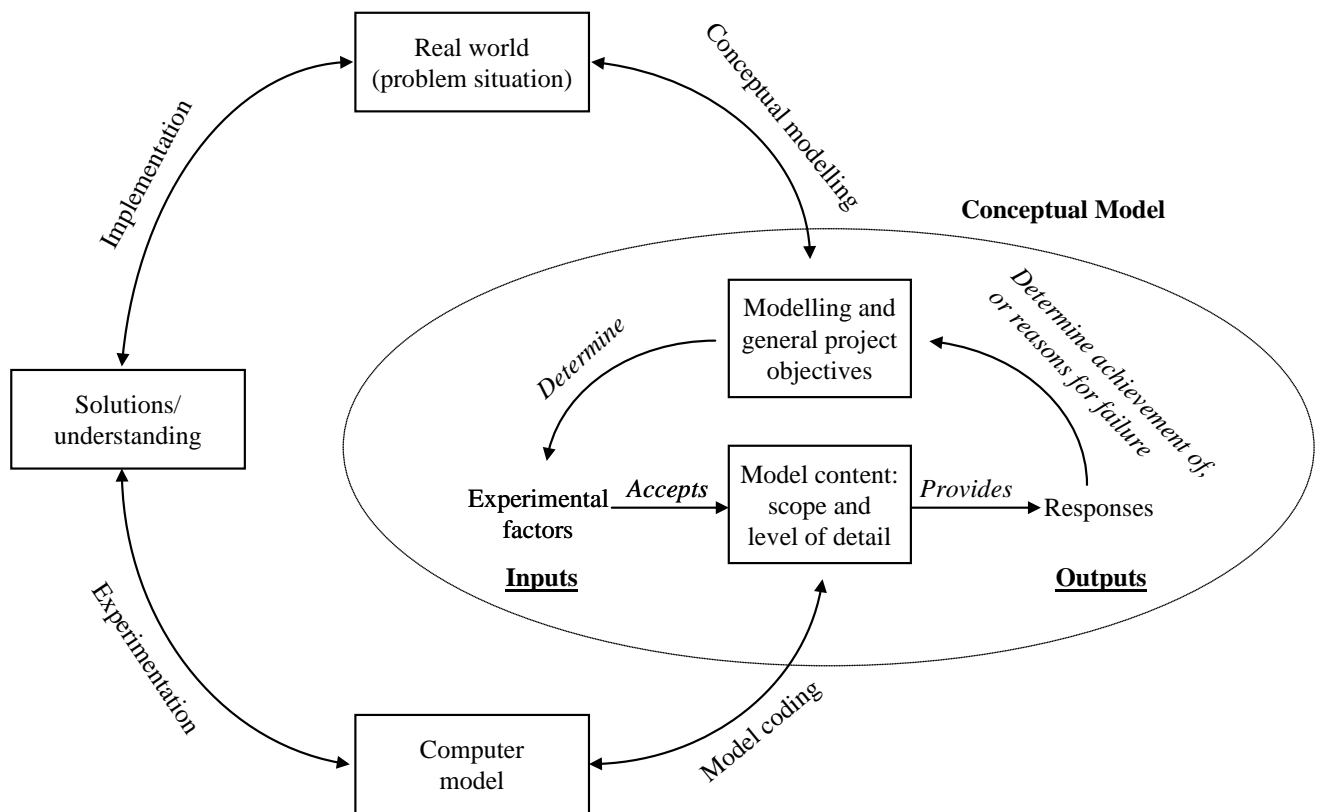 Real world
(problem situation)
Conceptual modelling
Implementation
Conceptual Model
Modelling and
general project
objectives
Determine achievement of,
or reasons for failure
Determine
Solutions/
understanding
Model content:
scope and
level of detail
Experimental
factors
Accepts
Provides
Responses
Inputs
Outputs
Experimentation
Model coding
Computer
model